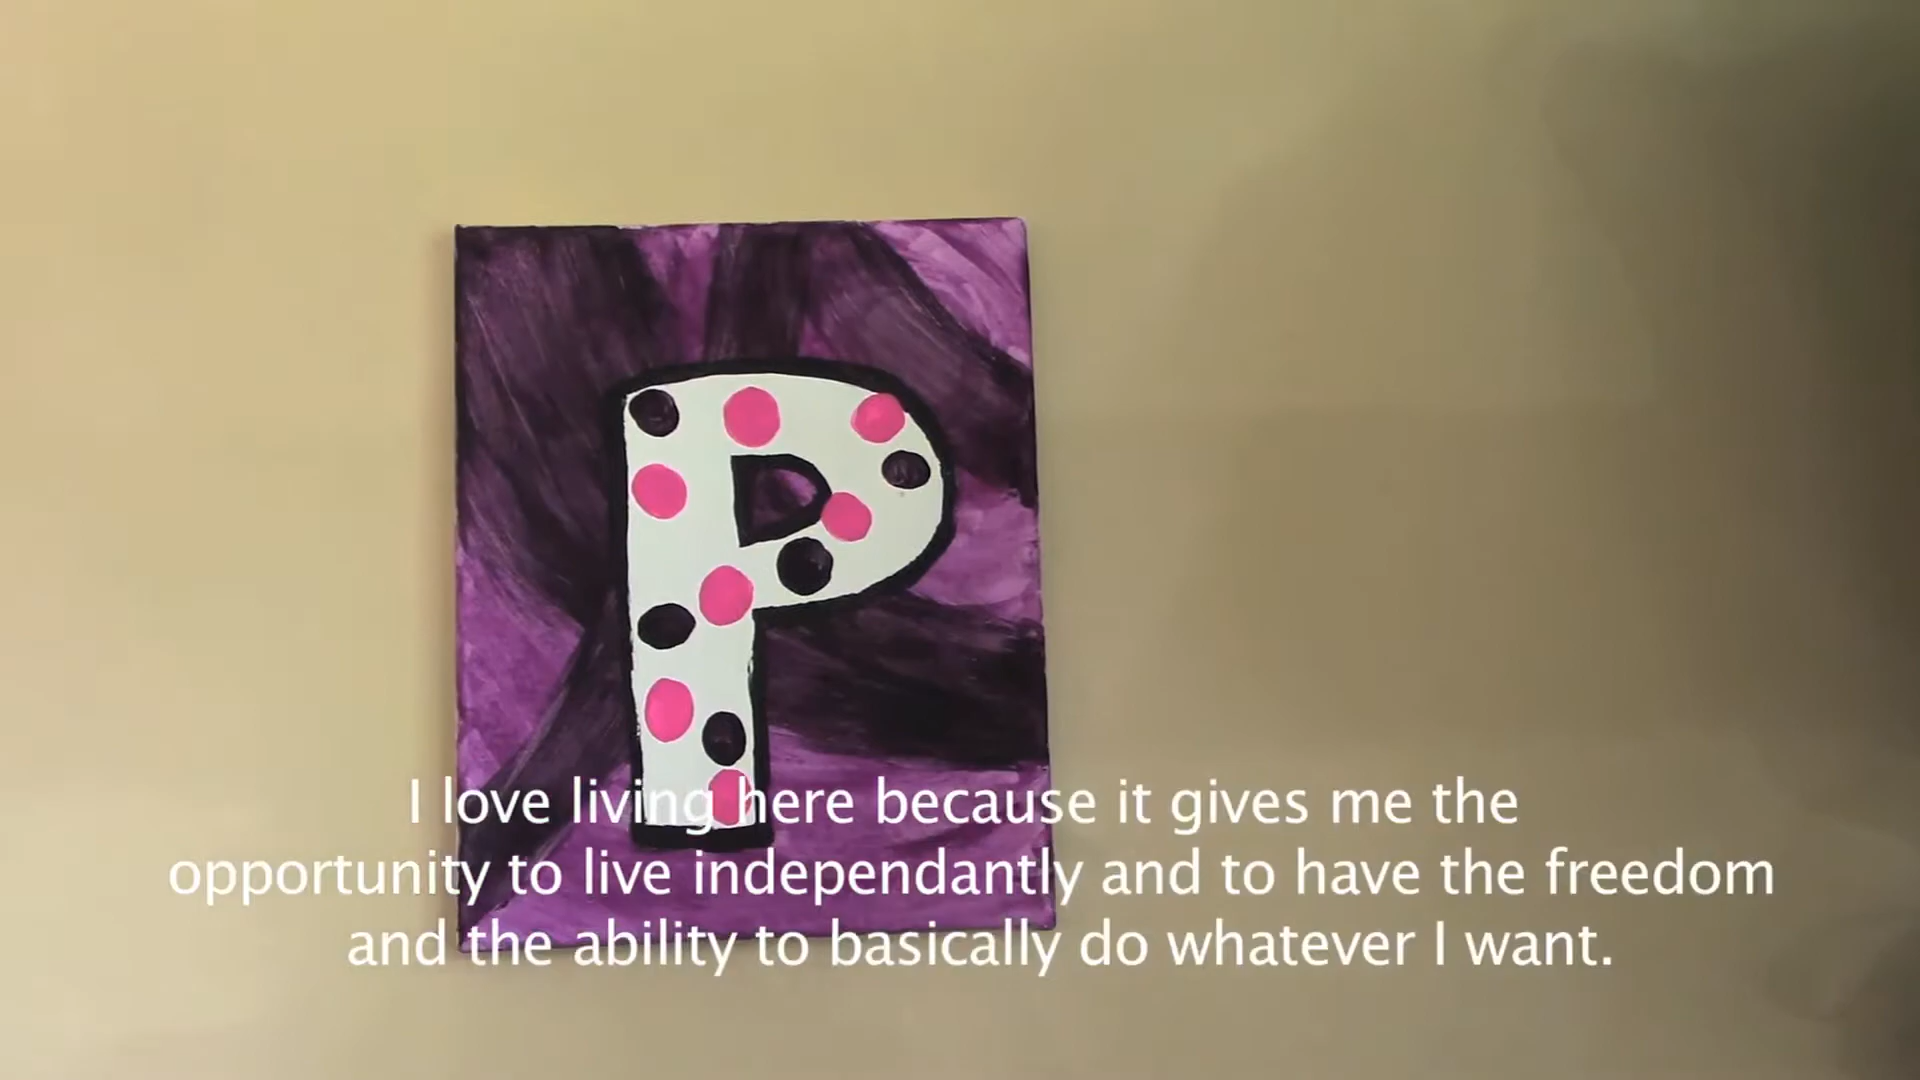 P
I love living here because it gives me the
opportunity to live independantly and to have the freedom
and the ability to basically do whatever I want.